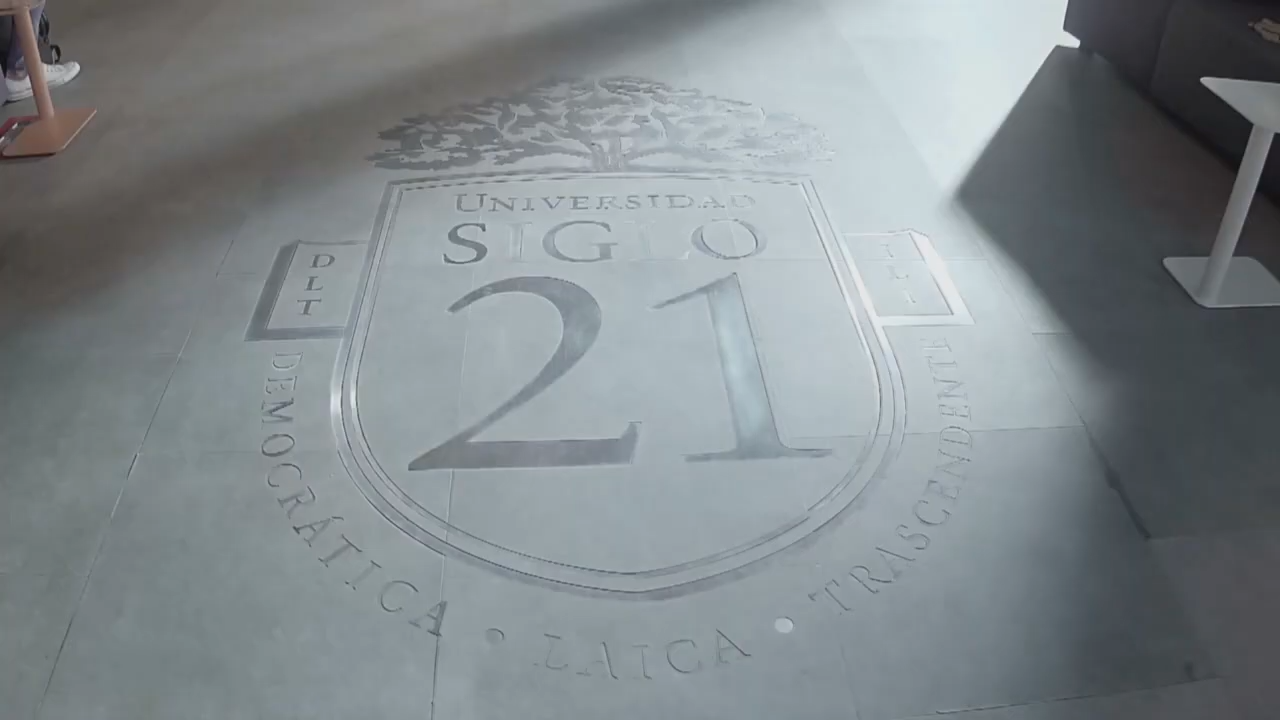 UNIVERSIDAD
SIGLO
21
DLT
DEMOCRÁTICA • LAICA • TRASCENDENTE